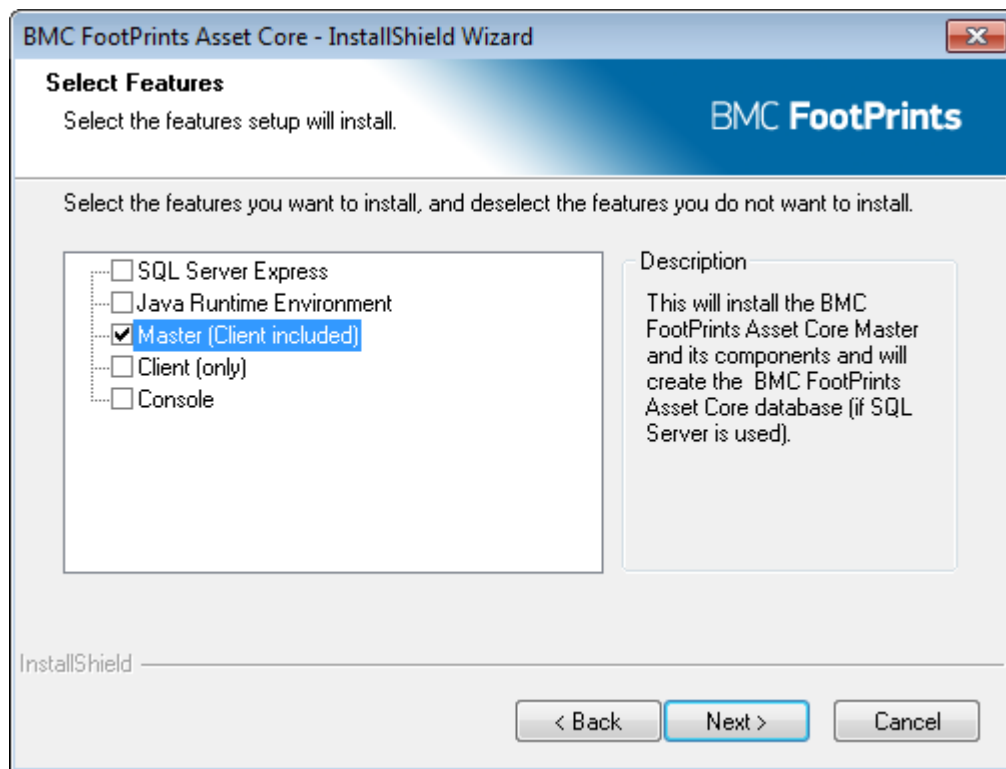 BMC FootPrints Asset Core - InstallShield Wizard
Select Features
Select the features setup will install.
BMC FootPrints
Select the features you want to install, and deselect the features you do not want to install.
SQL Server Express
Java Runtime Environment
Master (Client included)
Client (only)
Console
Description
This will install the BMC
FootPrints Asset Core Master
and its components and will
create the BMC FootPrints
Asset Core database (if SQL
Server is used).
InstallShield
< Back
Next >
Cancel